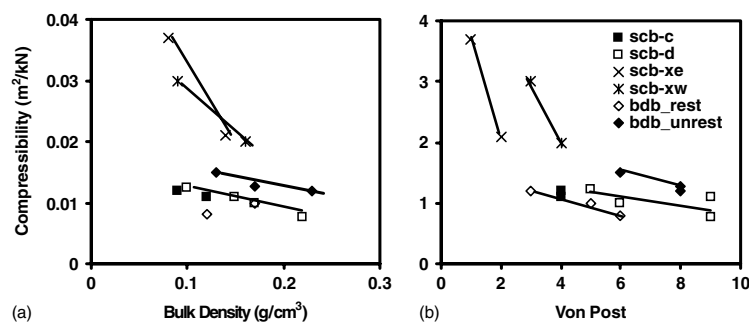 0.04
0.03
0.02
0.01
0
Compressibility (m²/kN)
0
0.1
0.2
0.3
(a)
Bulk Density (g/cm³)
4
3
2
1
0
scb-c
scb-d
scb-xe
scb-xw
bdb_rest
bdb_unrest
0
2
4
6
8
10
(b)
Von Post